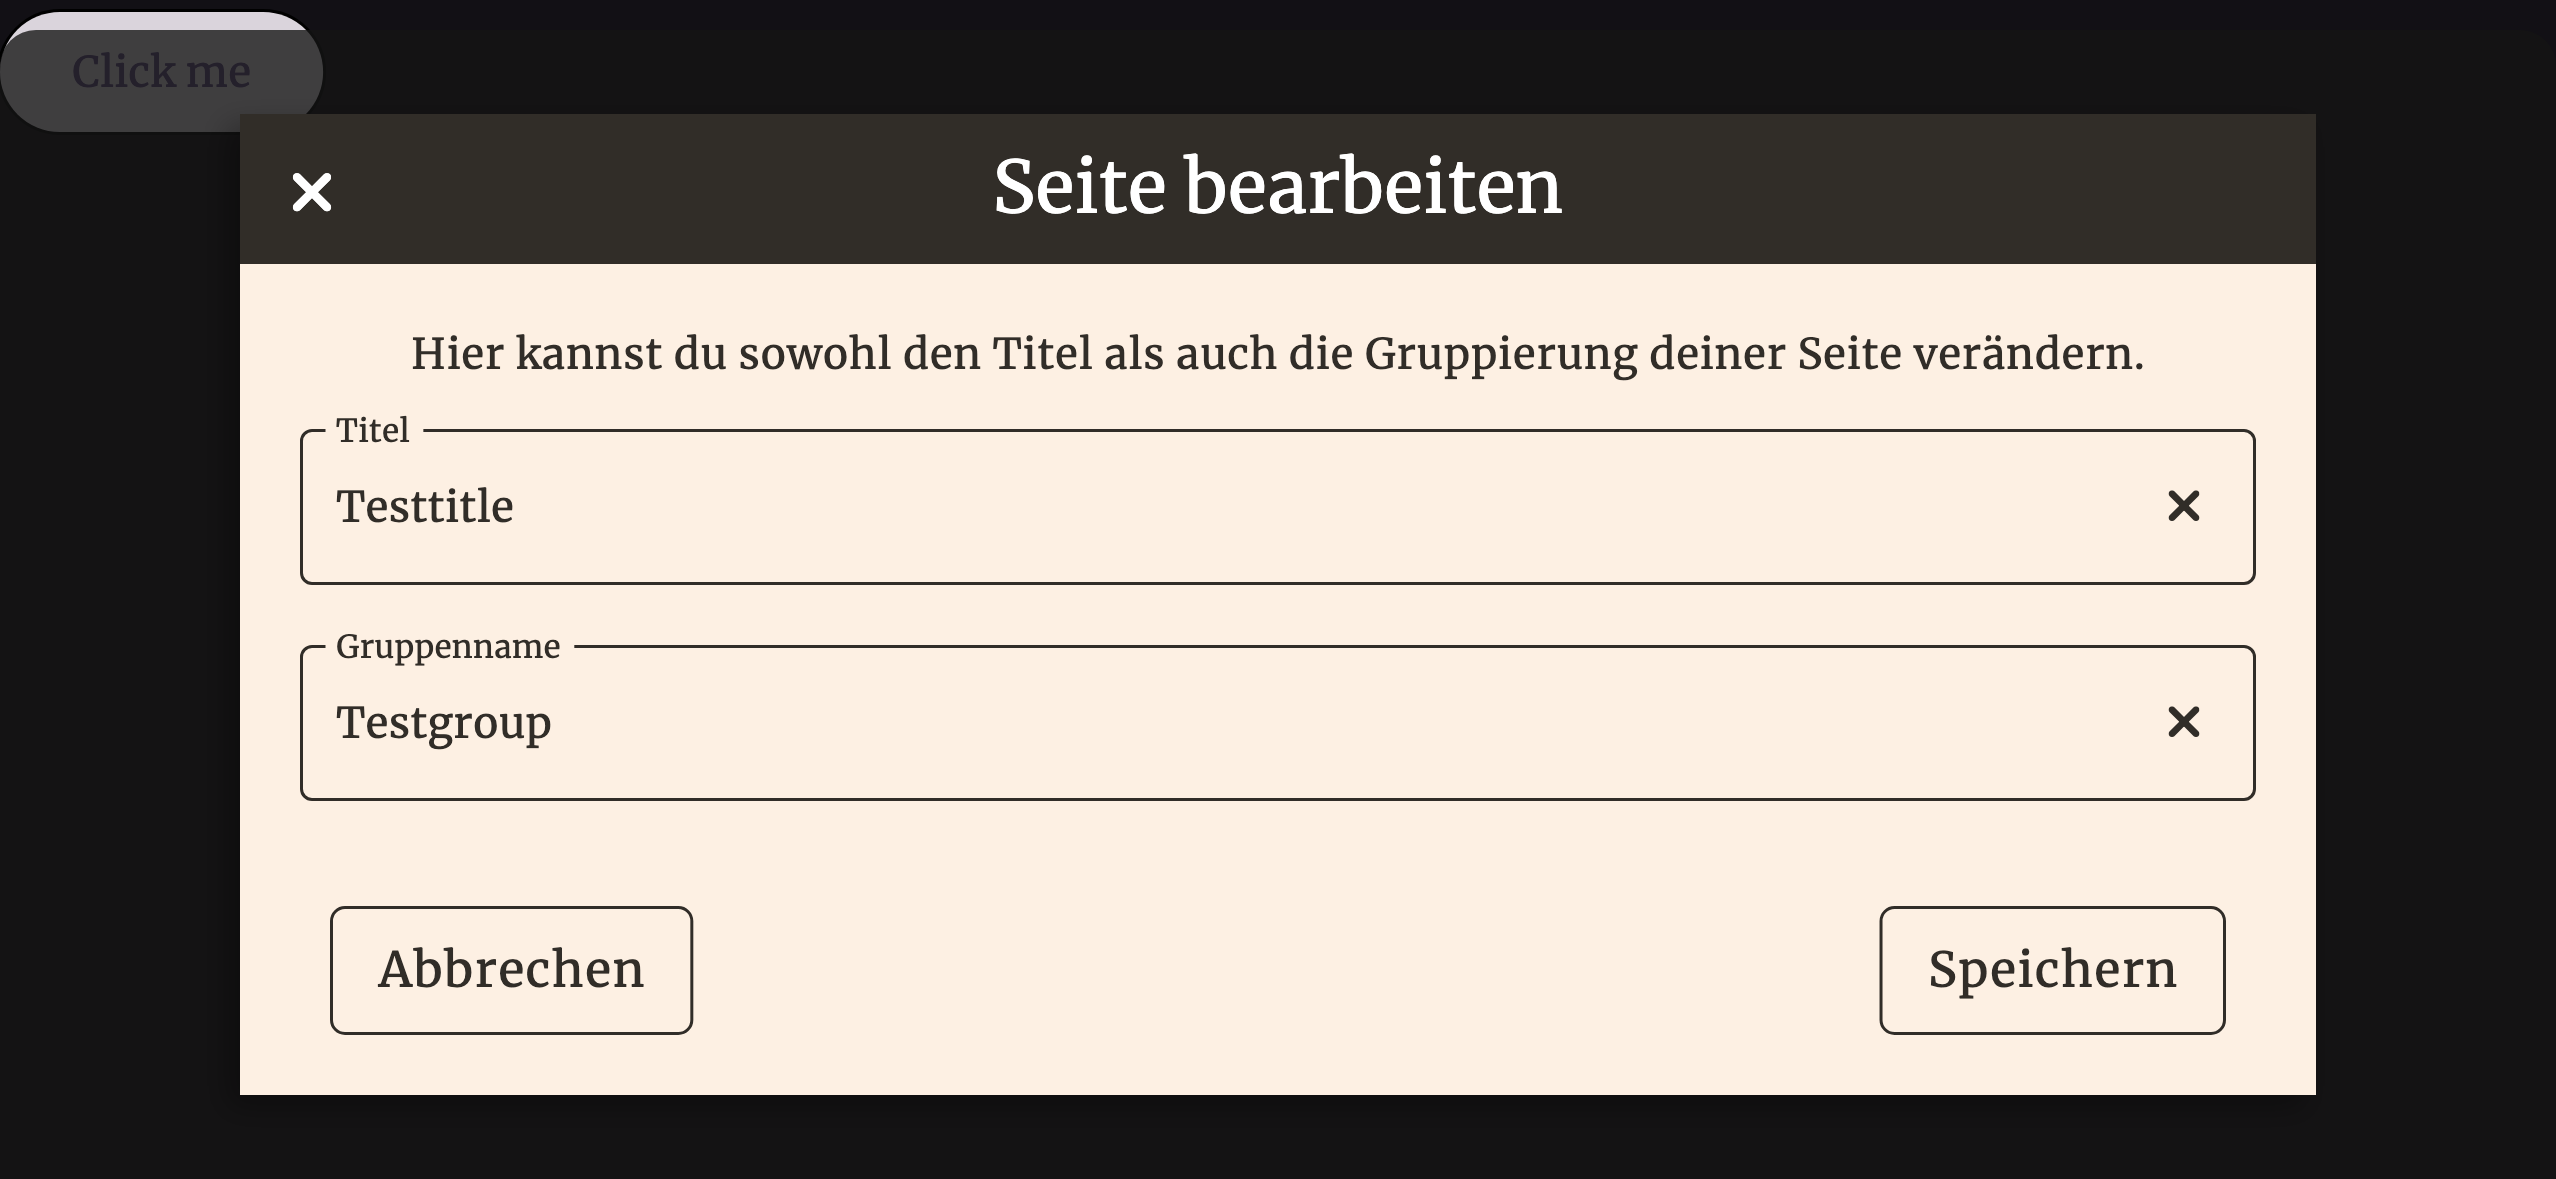 Click me
Seite bearbeiten
Hier kannst du sowohl den Titel als auch die Gruppierung deiner Seite verändern.
Titel
Testtitle
Gruppenname
Testgroup
Abbrechen
Speichern